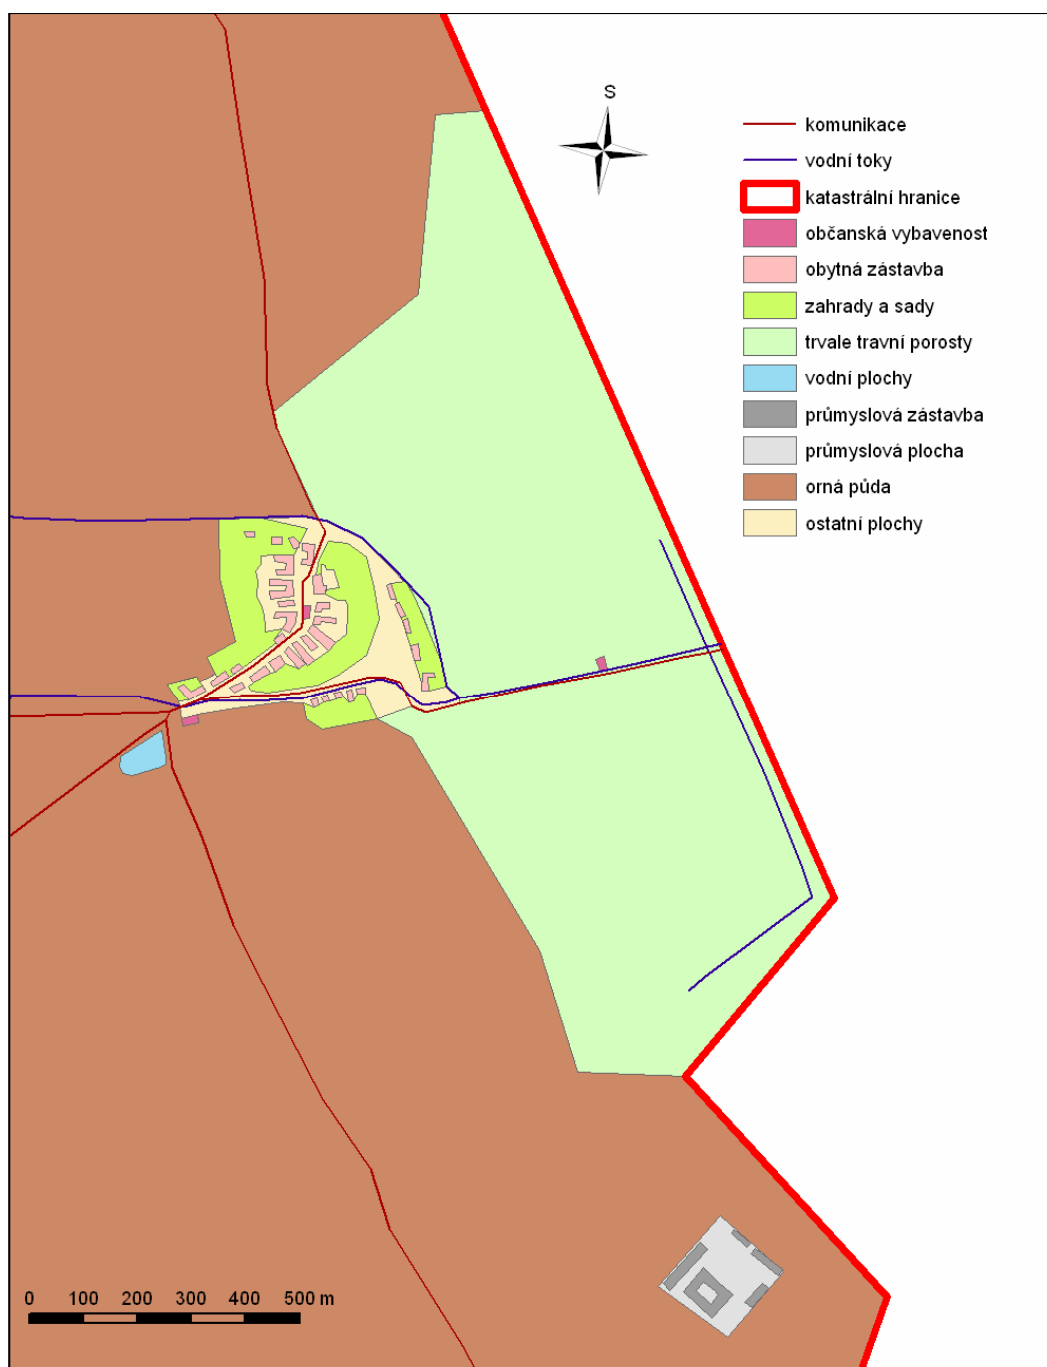 S
komunikace
vodní toky
katastrální hranice
občanská vybavenost
obytná zástavba
zahrady a sady
trvale travní porosty
vodní plochy
průmyslová zástavba
průmyslová plocha
orná půda
ostatní plochy
0 100 200 300 400 500 m